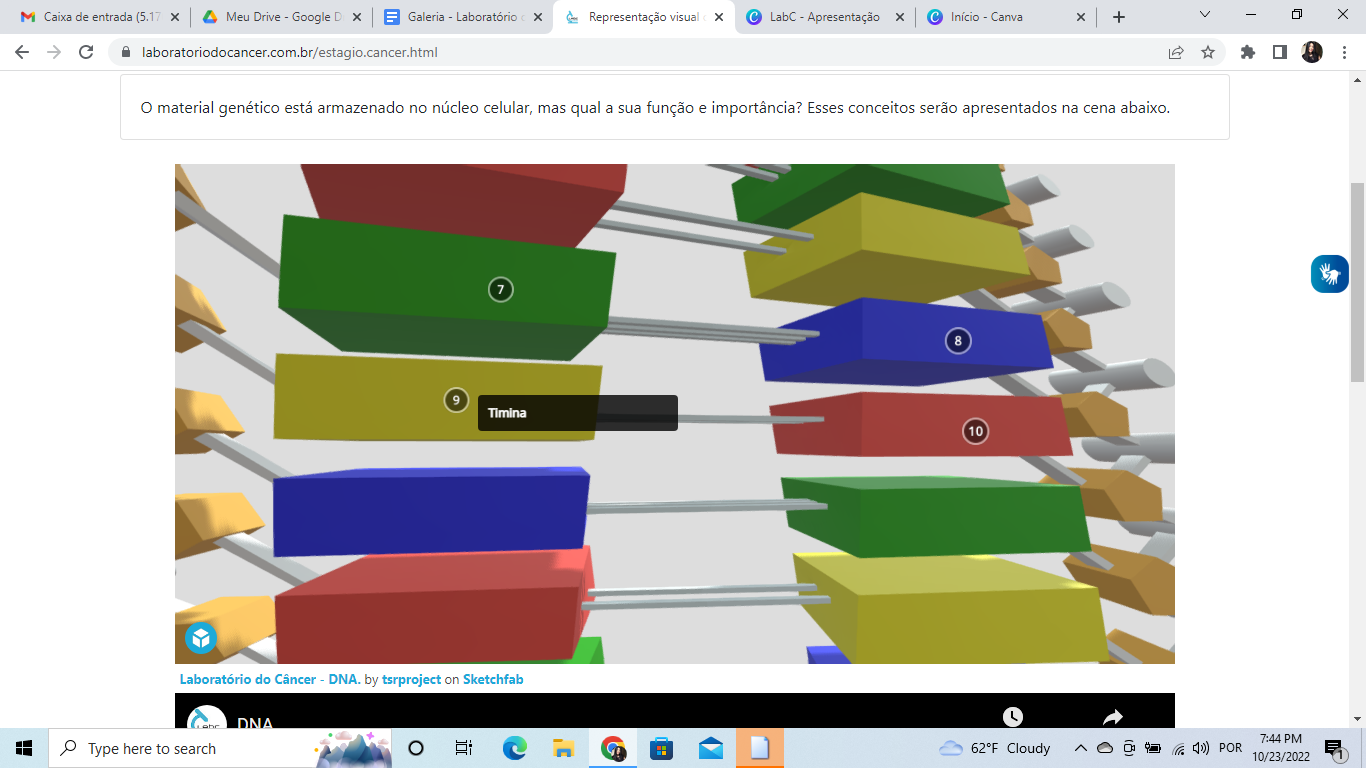 Caixa de entrada (5.17
Meu Drive - Google D
Galeria - Laboratório d
Representação visual d
LabC - Apresentação
Início - Canva
laboratoriodocancer.com.br/estagio.cancer.html
O material genético está armazenado no núcleo celular, mas qual a sua função e importância? Esses conceitos serão apresentados na cena abaixo.
7
8
9
Timina
10
Laboratório do Câncer - DNA. by tsrproject on Sketchfab
DNA
Type here to search
62°F Cloudy
POR
7:44 PM
10/23/2022
1